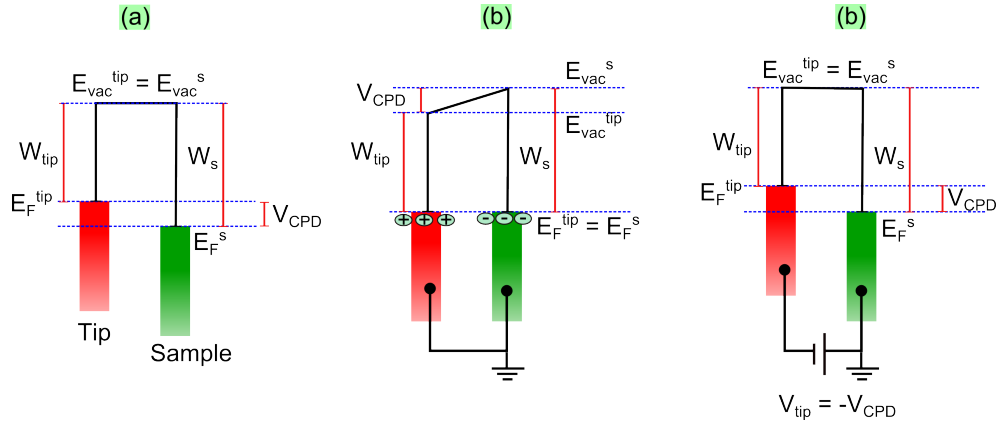 (a)
E_vac^tip = E_vac^s
W_tip
W_s
E_F^tip
V_CPD
E_F^s
Tip
Sample
(b)
E_vac^s
V_CPD
E_vac^tip
W_tip
W_s
+ + +
- - -
E_F^tip = E_F^s
(b)
E_vac^tip = E_vac^s
W_tip
W_s
E_F^tip
V_CPD
E_F^s
V_tip = -V_CPD